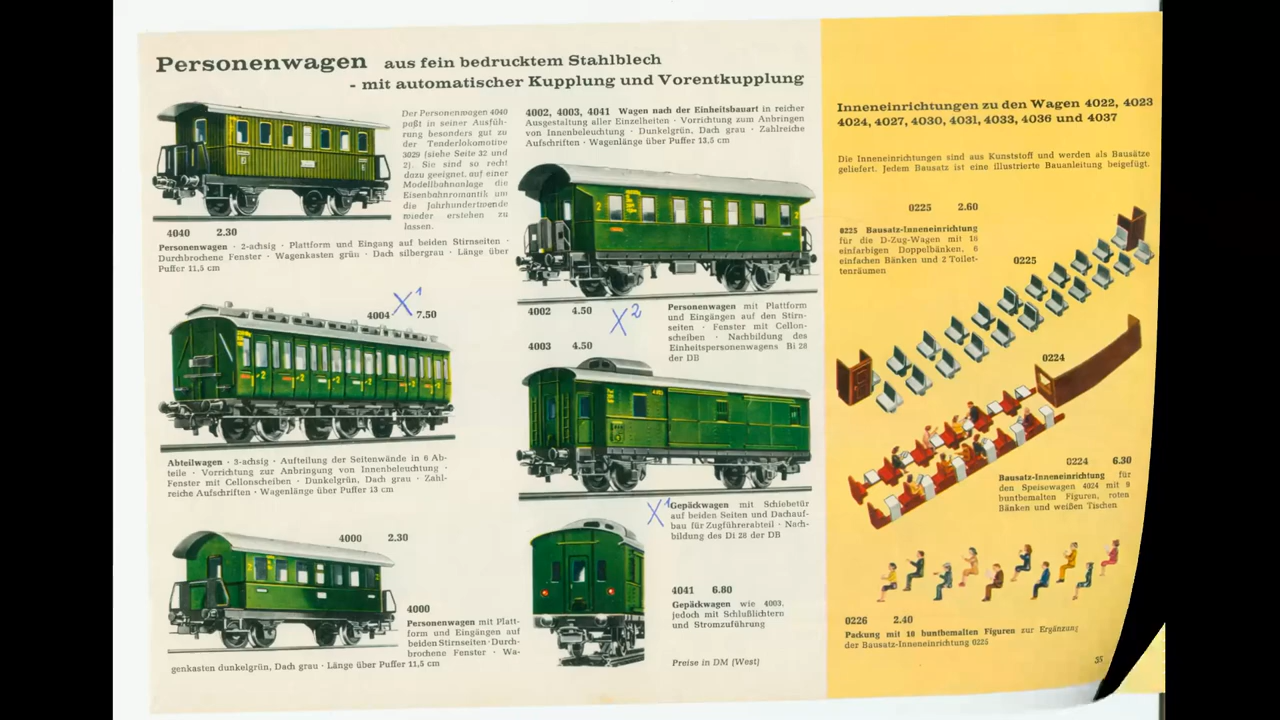 Personenwagen aus fein bedrucktem Stahlblech
- mit automatischer Kupplung und Vorentkupplung
Der Personenwagen 4040
paßt in seiner Ausfüh-
rung besonders gut zu
der Tenderlokomotive
3029 (siehe Seite 32 und
2). Sie sind so recht
dazu geeignet, auf einer
Modellbahnanlage die
Eisenbahnromantik um
die Jahrhundertwende
wieder erstehen zu
lassen.
4040 2.30
Personenwagen · 2-achsig · Plattform und Eingang auf beiden Stirnseiten ·
Durchbrochene Fenster · Wagenkasten grün · Dach silbergrau · Länge über
Puffer 11,5 cm
4004 X1 7.50
Abteilwagen · 3-achsig · Aufteilung der Seitenwände in 6 Ab-
teile · Vorrichtung zur Anbringung von Innenbeleuchtung ·
Fenster mit Cellonscheiben · Dunkelgrün, Dach grau · Zahl-
reiche Aufschriften · Wagenlänge über Puffer 13 cm
4000 2.30
4000
Personenwagen mit Platt-
form und Eingängen auf
beiden Stirnseiten · Durch-
brochene Fenster · Wa-
genkasten dunkelgrün, Dach grau · Länge über Puffer 11,5 cm
4002, 4003, 4041 Wagen nach der Einheitsbauart in reicher
Ausgestaltung aller Einzelheiten · Vorrichtung zum Anbringen
von Innenbeleuchtung · Dunkelgrün, Dach grau · Zahlreiche
Aufschriften · Wagenlänge über Puffer 13,5 cm
2 2
4002 4.50
X2
4003 4.50
Personenwagen mit Plattform
und Eingängen auf den Stirn-
seiten · Fenster mit Cellon-
scheiben · Nachbildung des
Einheitspersonenwagens Bi 28
der DB
X1
Gepäckwagen mit Schiebetür
auf beiden Seiten und Dachauf-
bau für Zugführerabteil · Nach-
bildung des Di 28 der DB
4041 6.80
Gepäckwagen wie 4003,
jedoch mit Schlußlichtern
und Stromzuführung
Preise in DM (West)
Inneneinrichtungen zu den Wagen 4022, 4023
4024, 4027, 4030, 4031, 4033, 4036 und 4037
Die Inneneinrichtungen sind aus Kunststoff und werden als Bausätze
geliefert. Jedem Bausatz ist eine illustrierte Bauanleitung beigefügt.
0225 2.60
0225 Bausatz-Inneneinrichtung
für die D-Zug-Wagen mit 16
einfarbigen Doppelbänken, 6
einfachen Bänken und 2 Toilet-
tenräumen
0225
0224
0224 6.30
Bausatz-Inneneinrichtung für
den Speisewagen 4024 mit 9
buntbemalten Figuren, roten
Bänken und weißen Tischen
0226 2.40
Packung mit 10 buntbemalten Figuren zur Ergänzung
der Bausatz-Inneneinrichtung 0225
35